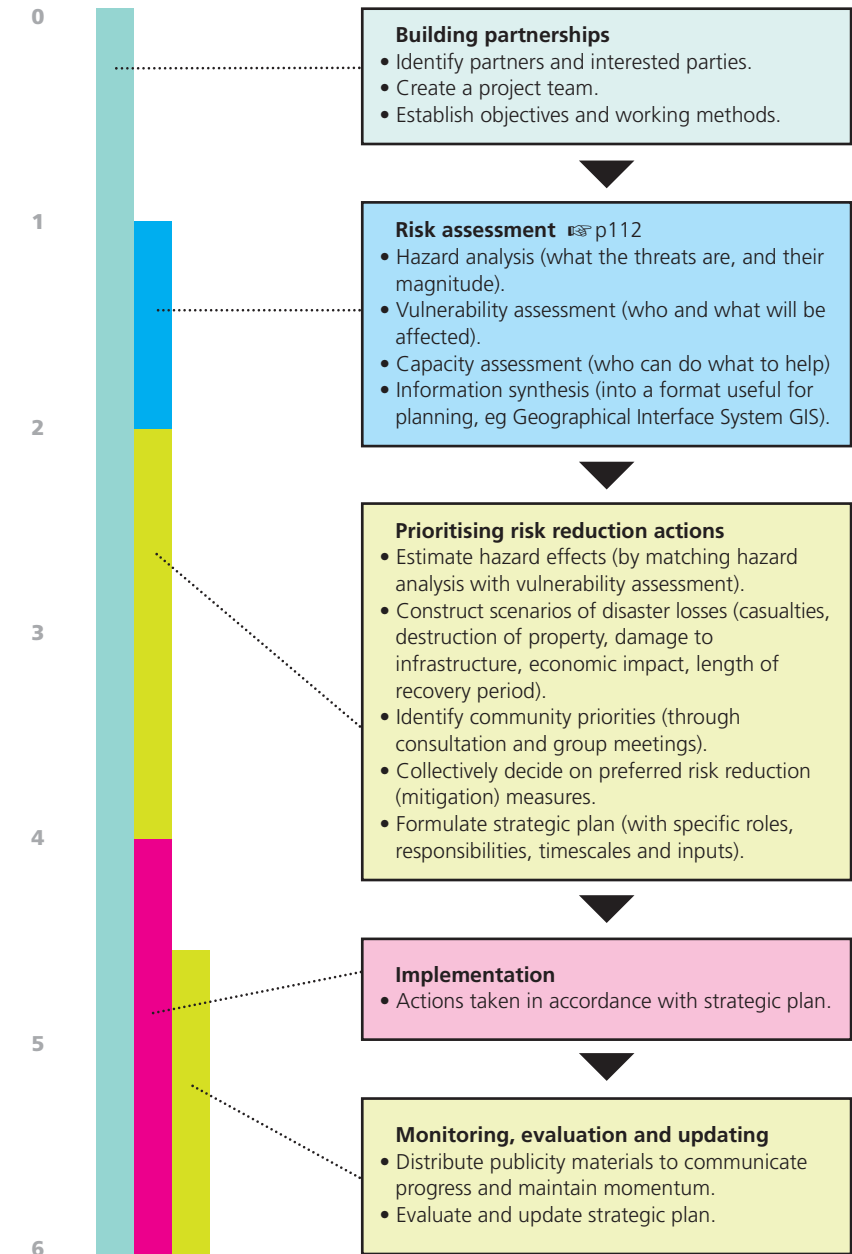 0
Building partnerships
• Identify partners and interested parties.
• Create a project team.
• Establish objectives and working methods.
1
Risk assessment ☞ p112
• Hazard analysis (what the threats are, and their
magnitude).
• Vulnerability assessment (who and what will be
affected).
• Capacity assessment (who can do what to help)
• Information synthesis (into a format useful for
planning, eg Geographical Interface System GIS).
2
Prioritising risk reduction actions
• Estimate hazard effects (by matching hazard
analysis with vulnerability assessment).
• Construct scenarios of disaster losses (casualties,
destruction of property, damage to
infrastructure, economic impact, length of
recovery period).
• Identify community priorities (through
consultation and group meetings).
• Collectively decide on preferred risk reduction
(mitigation) measures.
• Formulate strategic plan (with specific roles,
responsibilities, timescales and inputs).
3
4
Implementation
• Actions taken in accordance with strategic plan.
5
Monitoring, evaluation and updating
• Distribute publicity materials to communicate
progress and maintain momentum.
• Evaluate and update strategic plan.
6